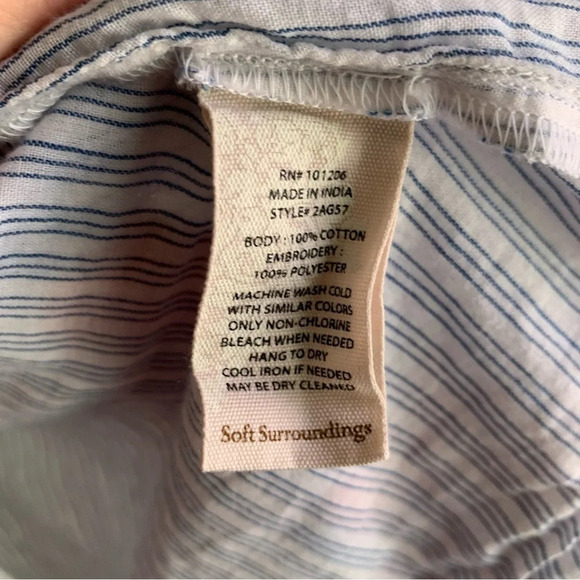 RN# 101206
MADE IN INDIA
STYLE# 2AG57
BODY : 100% COTTON
EMBROIDERY :
100% POLYESTER
MACHINE WASH COLD
WITH SIMILAR COLORS
ONLY NON-CHLORINE
BLEACH WHEN NEEDED
HANG TO DRY
COOL IRON IF NEEDED
MAY BE DRY CLEANED
Soft Surroundings